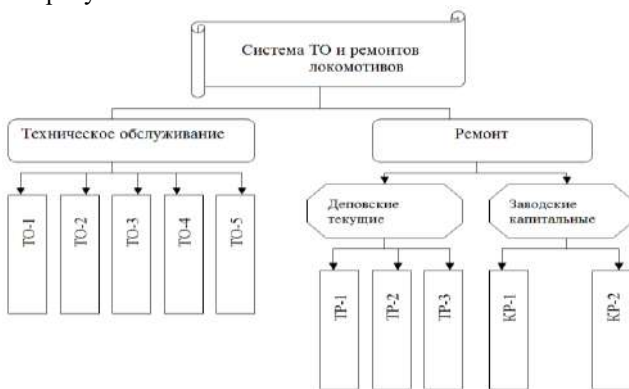 Система ТО и ремонтов
локомотивов
Техническое обслуживание
Ремонт
Деповские
текущие
Заводские
капитальные
ТО-1
ТО-2
ТО-3
ТО-4
ТО-5
ТР-1
ТР-2
ТР-3
КР-1
КР-2